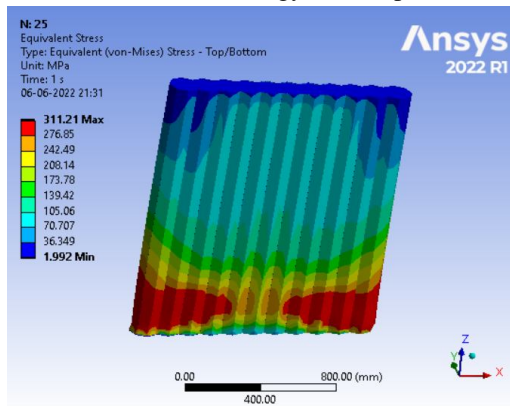 N: 25
Equivalent Stress
Type: Equivalent (von-Mises) Stress - Top/Bottom
Unit: MPa
Time: 1 s
06-06-2022 21:31
Ansys
2022 R1
311.21 Max
276.85
242.49
208.14
173.78
139.42
105.06
70.707
36.349
1.992 Min
0.00
800.00 (mm)
400.00
Z
Y
X